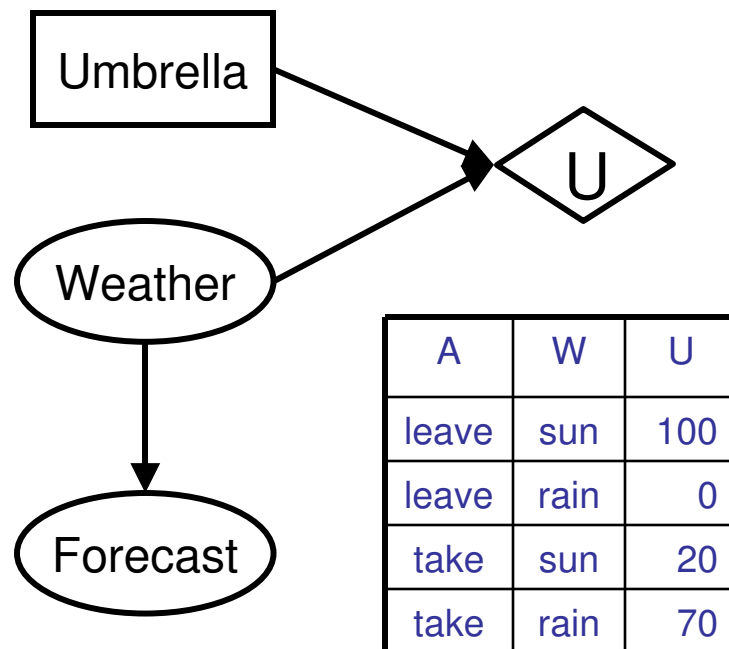 Umbrella
U
Weather
Forecast
A W U
leave sun 100
leave rain 0
take sun 20
take rain 70